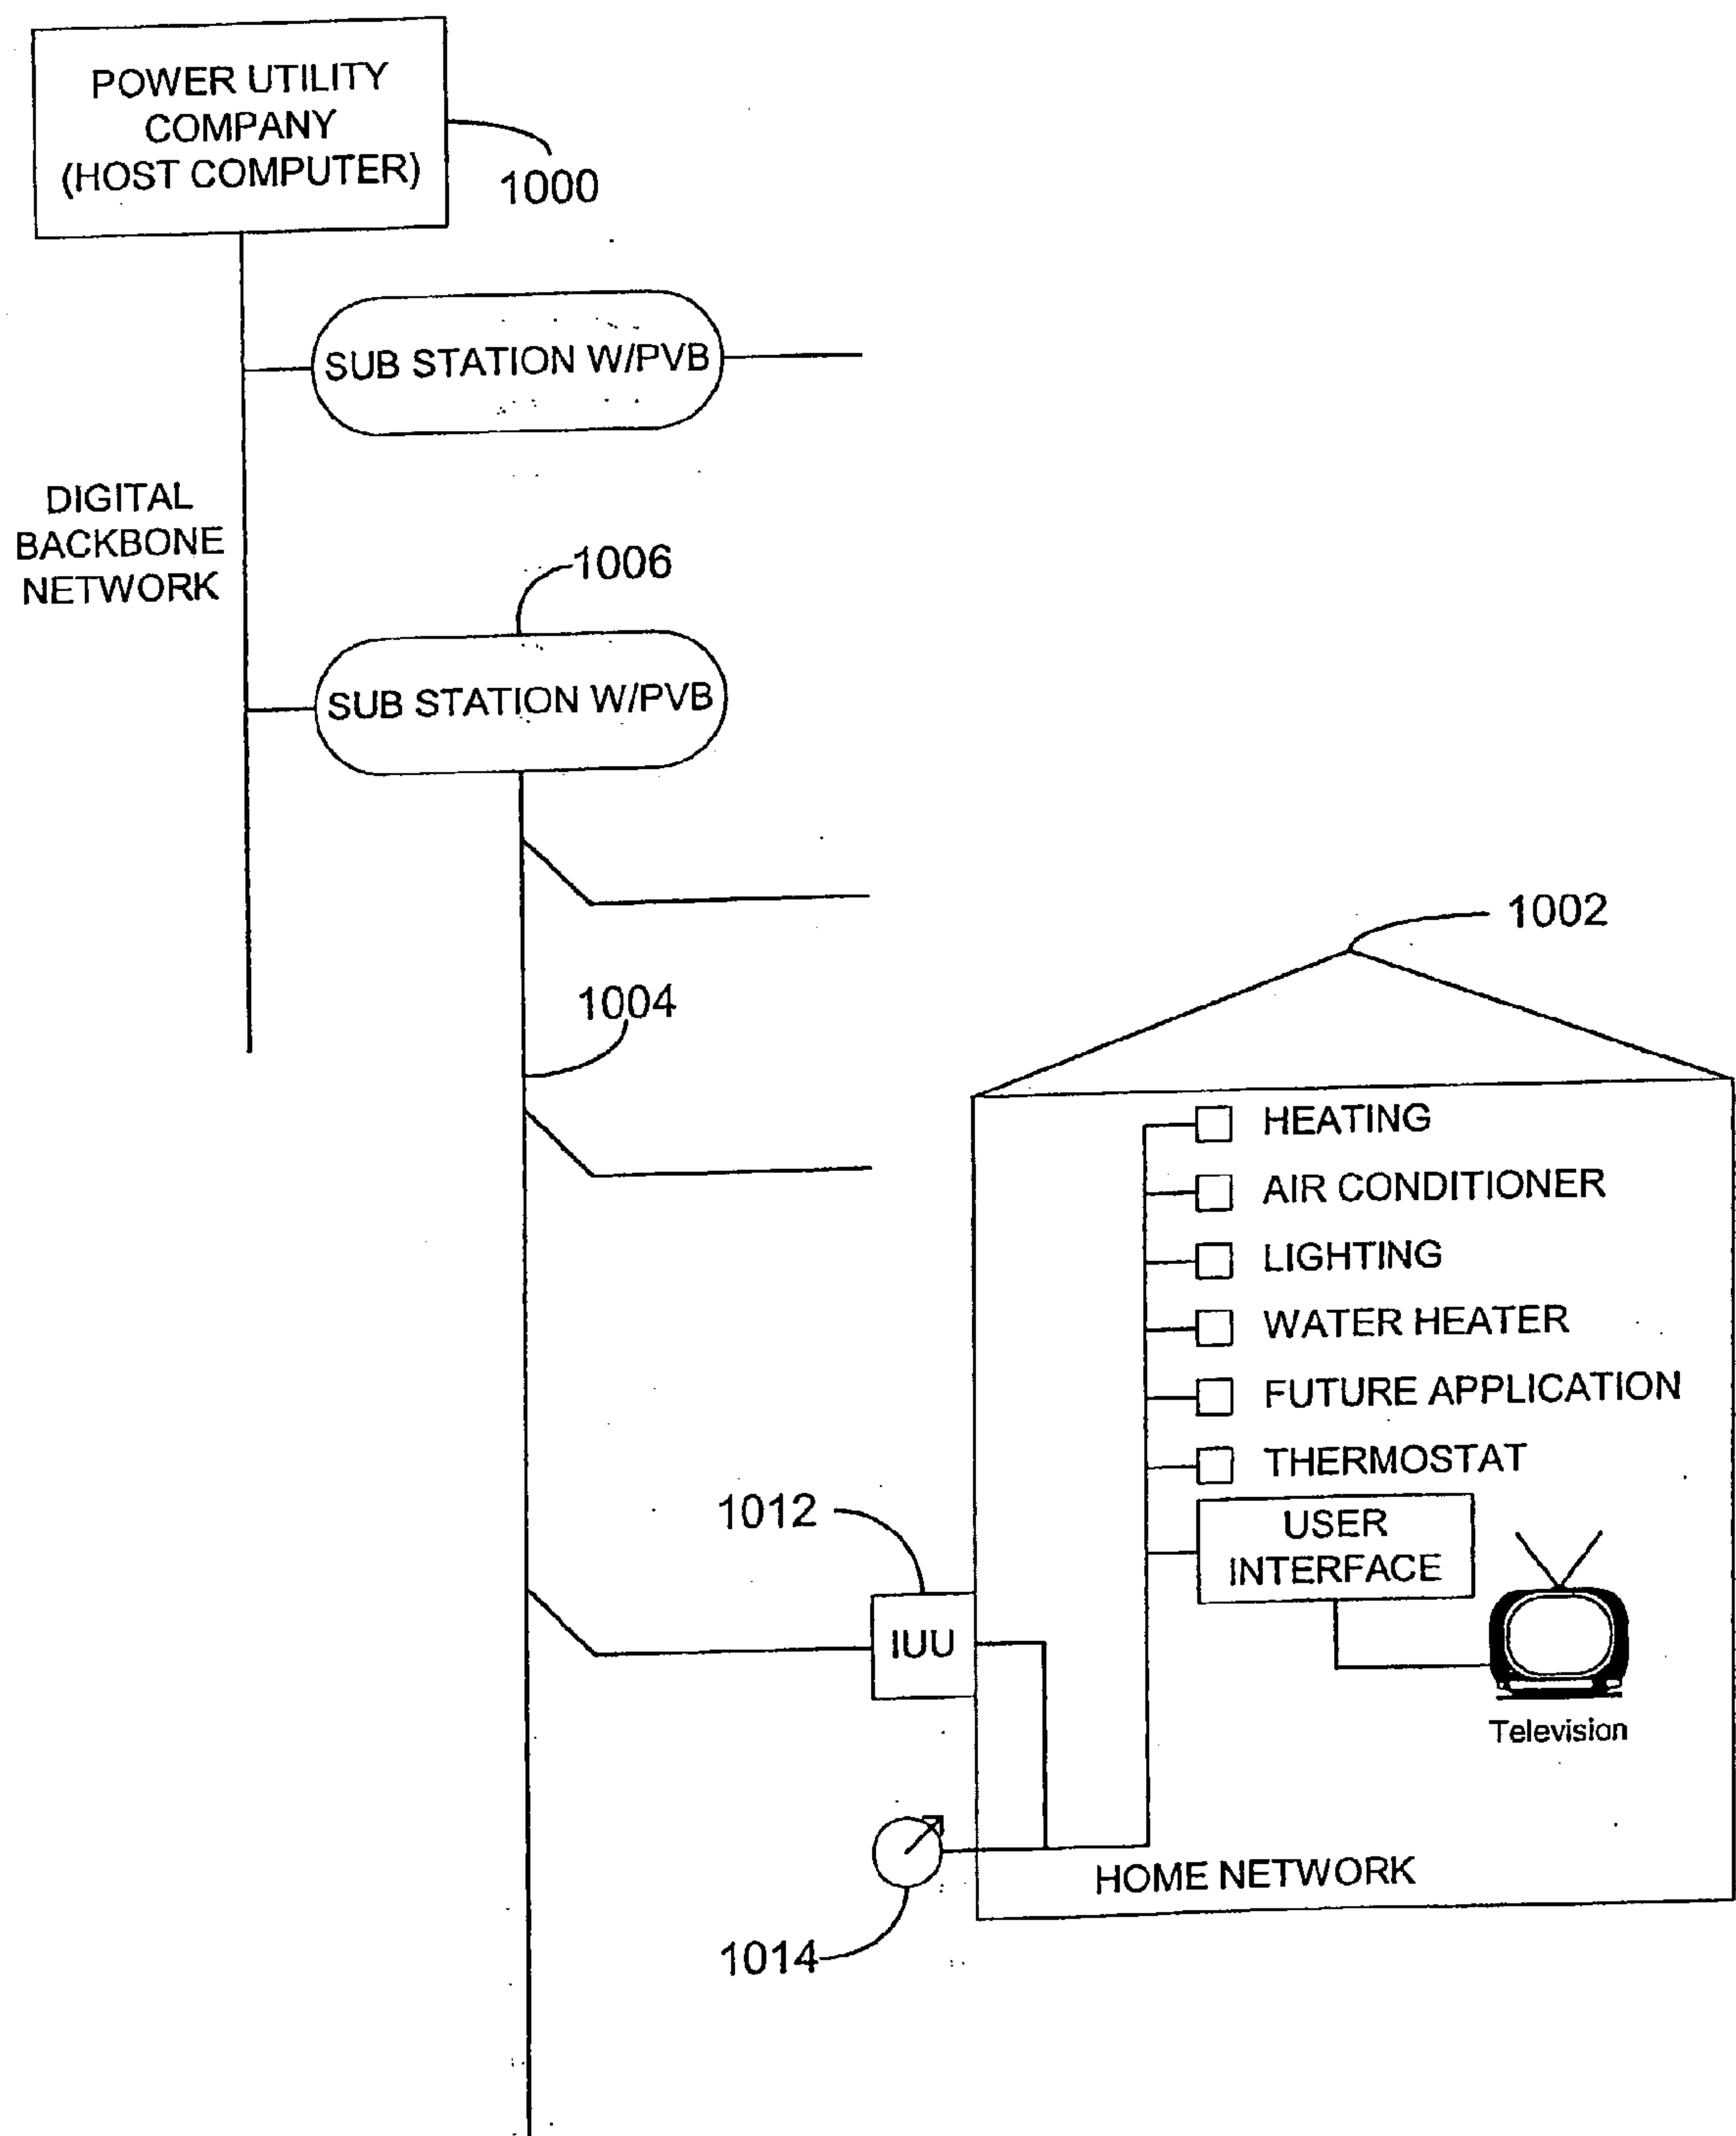 POWER UTILITY
COMPANY
(HOST COMPUTER)
1000
SUB STATION W/PVB
DIGITAL
BACKBONE
NETWORK
1006
SUB STATION W/PVB
1002
1004
HEATING
AIR CONDITIONER
LIGHTING
WATER HEATER
FUTURE APPLICATION
THERMOSTAT
1012
USER
INTERFACE
IUU
Television
HOME NETWORK
1014